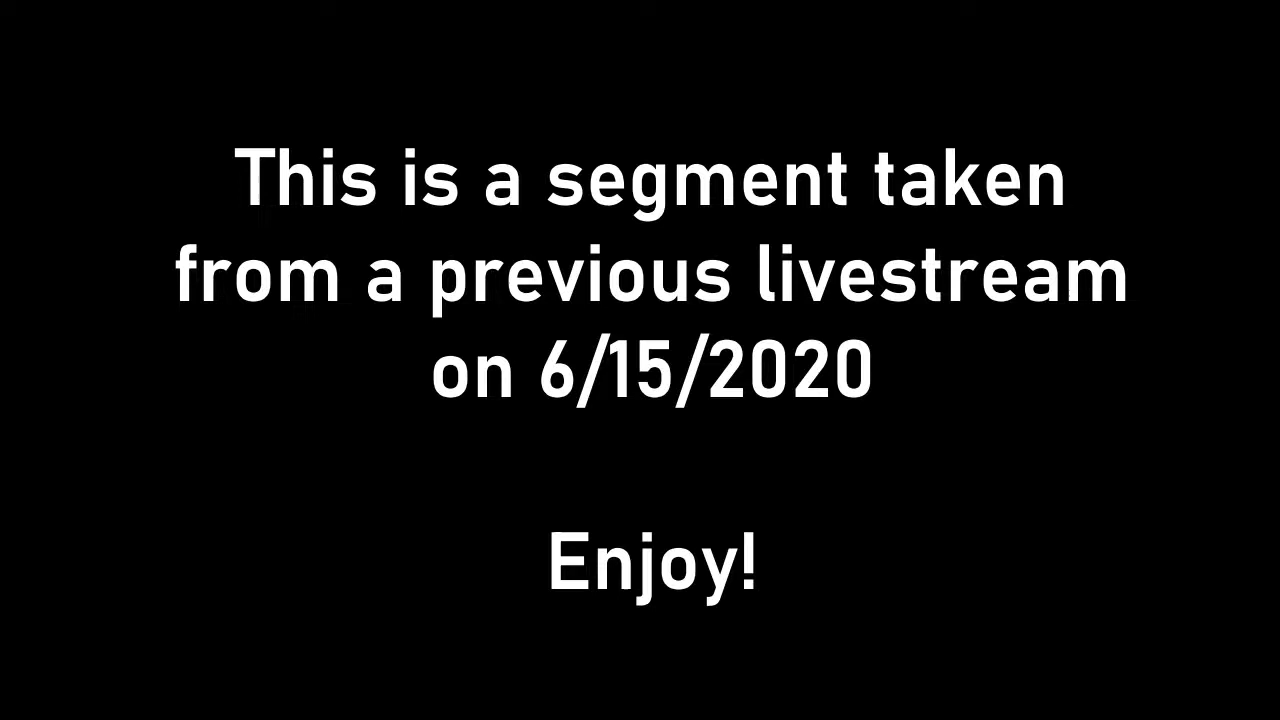 This is a segment taken
from a previous livestream
on 6/15/2020
Enjoy!